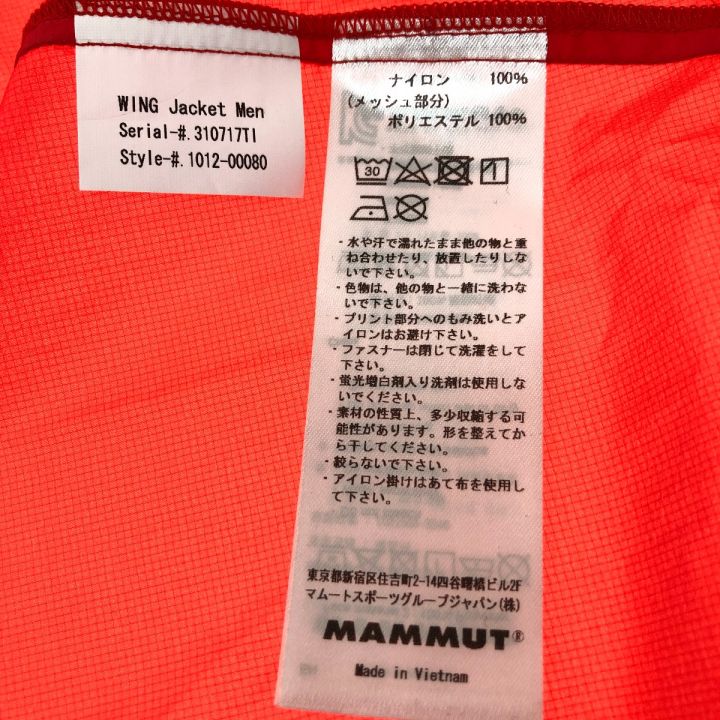 WING Jacket Men
Serial-#.310717TI
Style-#.1012-00080
ナイロン 100%
(メッシュ部分)
ポリエステル 100%
30
・水や汗で濡れたまま他の物と重
ね合わせたり、放置したりしな
いで下さい。
・色物は、他の物と一緒に洗わな
いで下さい。
・プリント部分へのもみ洗いとア
イロンはお避け下さい。
・ファスナーは閉じて洗濯をして
下さい。
・蛍光増白剤入り洗剤は使用しな
いでください。
・素材の性質上、多少収縮する可
能性があります。形を整えてか
ら干してください。
・絞らないで下さい。
・アイロン掛けはあて布を使用し
て下さい。
東京都新宿区住吉町2-14四谷曙橋ビル2F
マムートスポーツグループジャパン(株)
MAMMUT®
Made in Vietnam